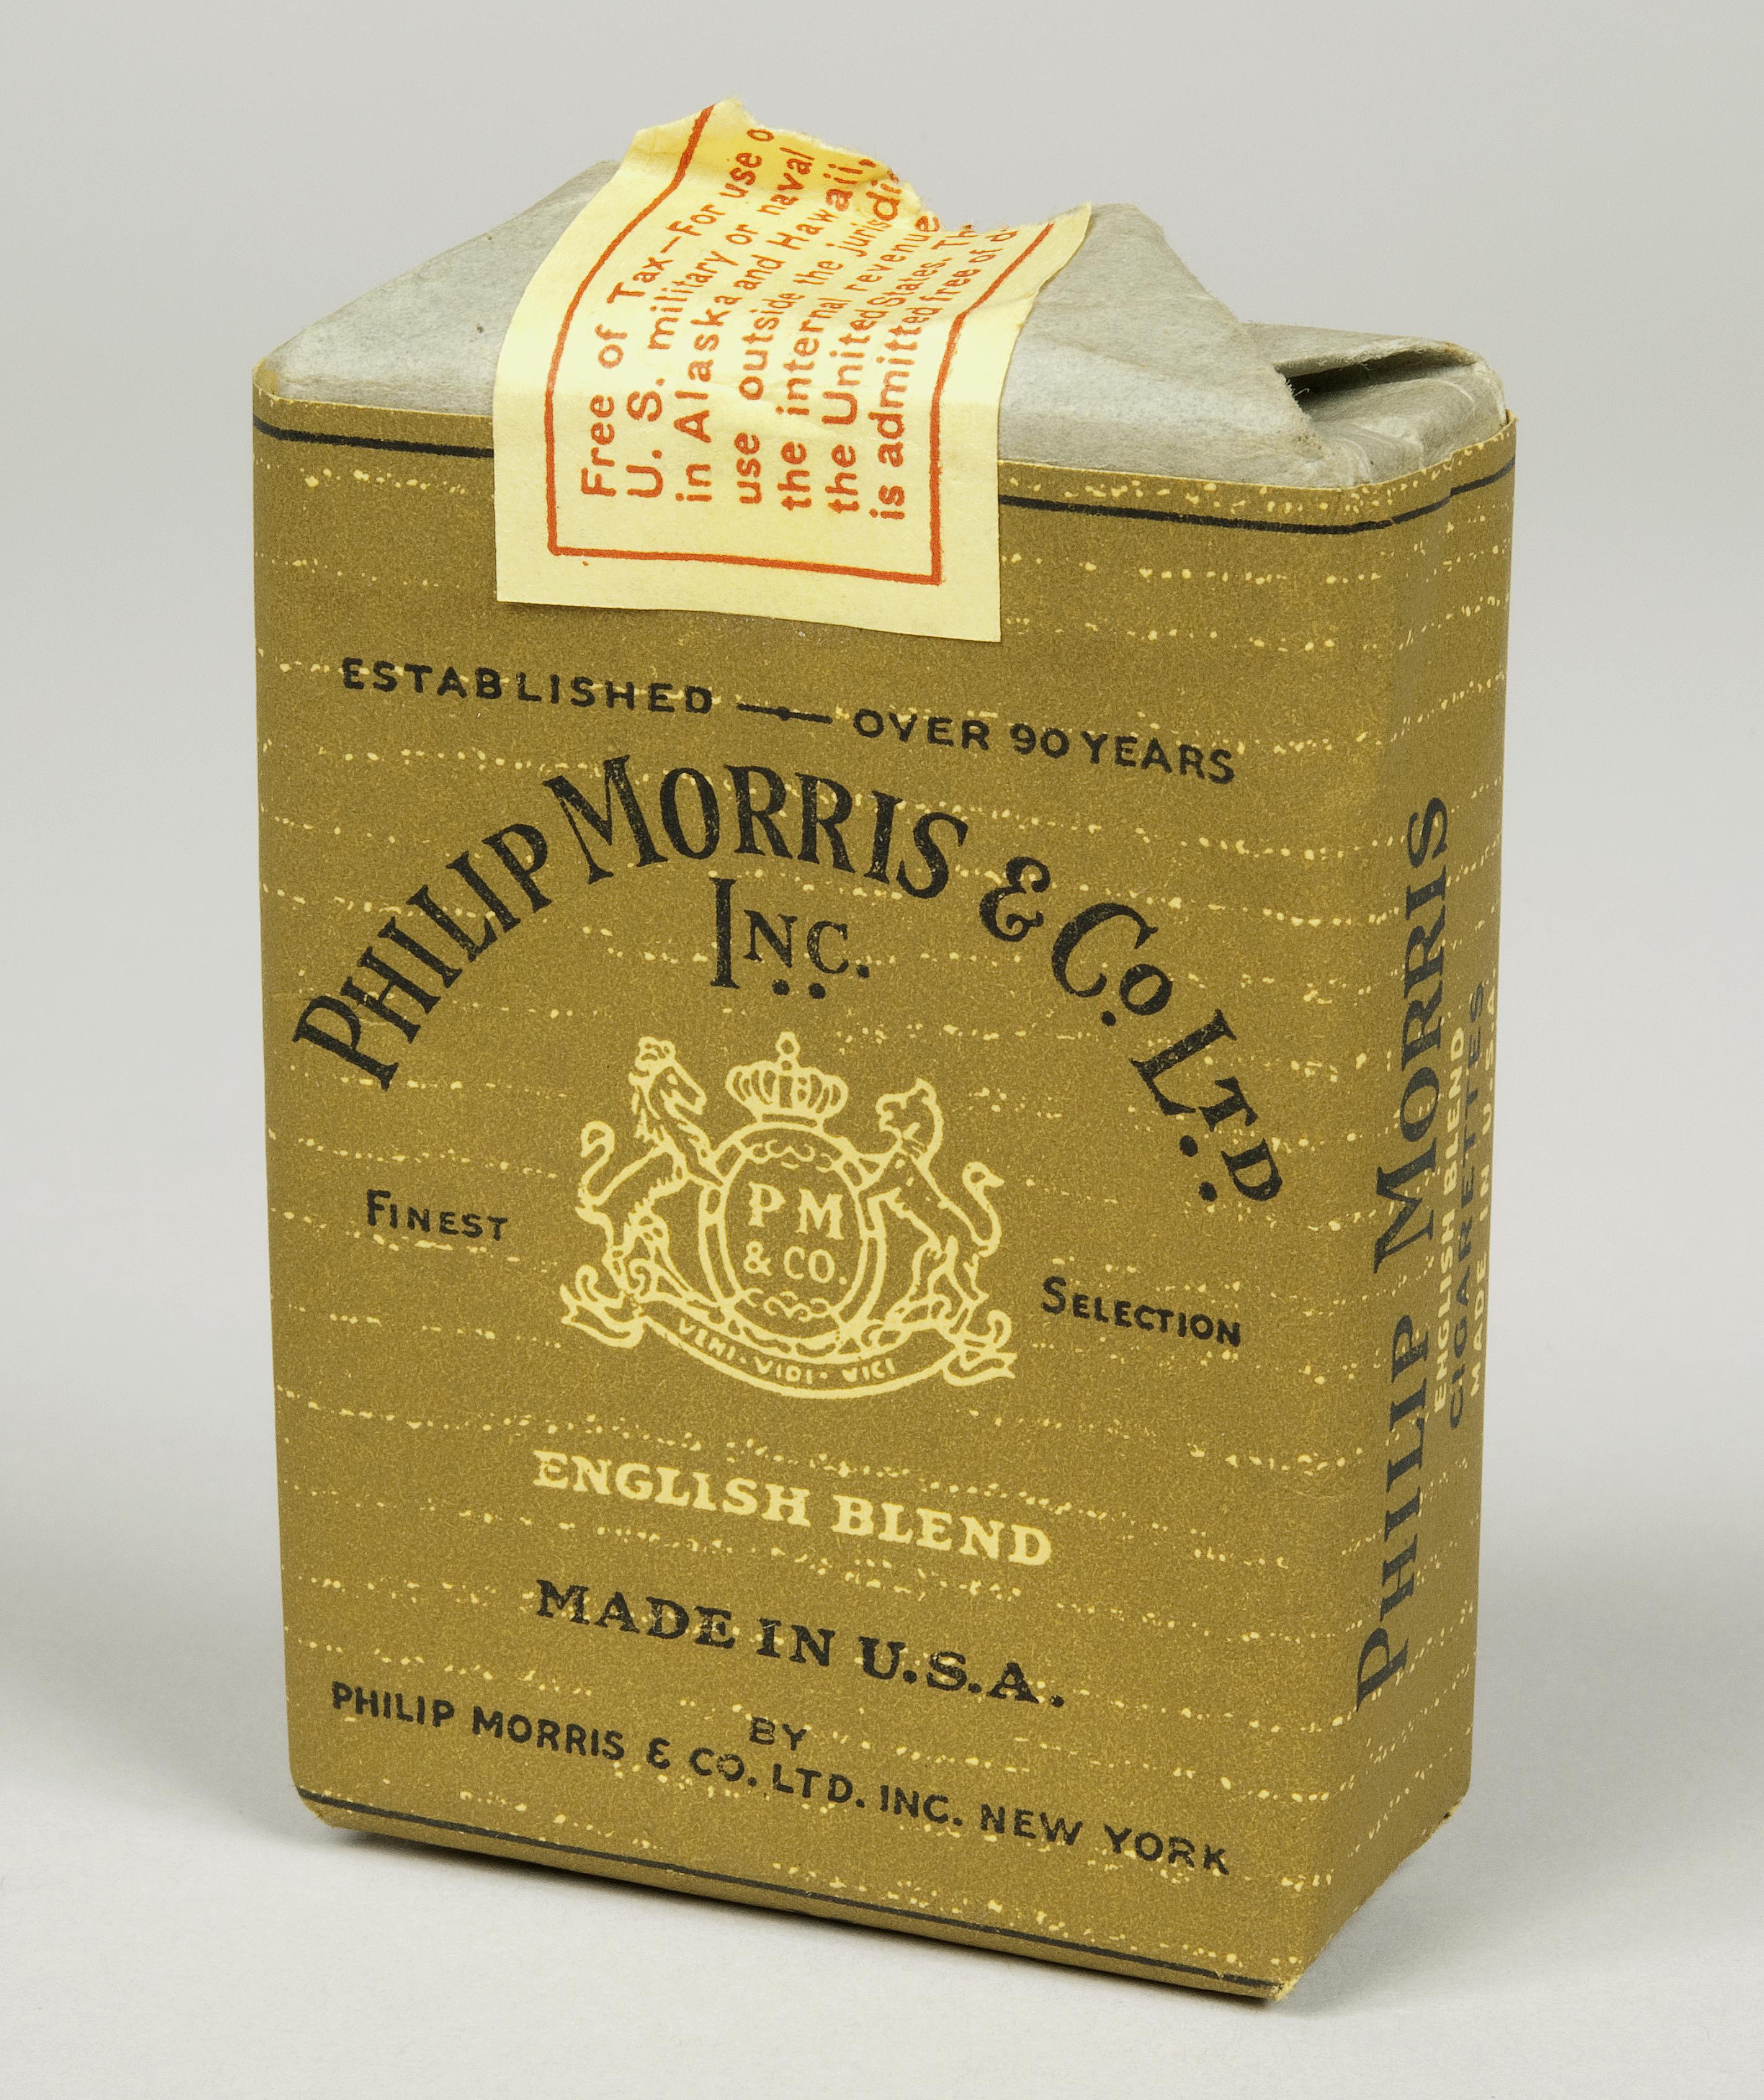 Free of Tax—For use o
U. S. military or naval
in Alaska and Hawaii,
use outside the jurisdi
the internal revenue
the United States. Th
is admitted free of d
ESTABLISHED — OVER 90 YEARS
PHILIP MORRIS & Co. LTD.
INC.
FINEST
P M
& CO.
SELECTION
VENI · VIDI · VICI
ENGLISH BLEND
MADE IN U.S.A.
BY
PHILIP MORRIS & CO. LTD. INC. NEW YORK
PHILIP MORRIS
ENGLISH BLEND
CIGARETTES
MADE IN U.S.A.